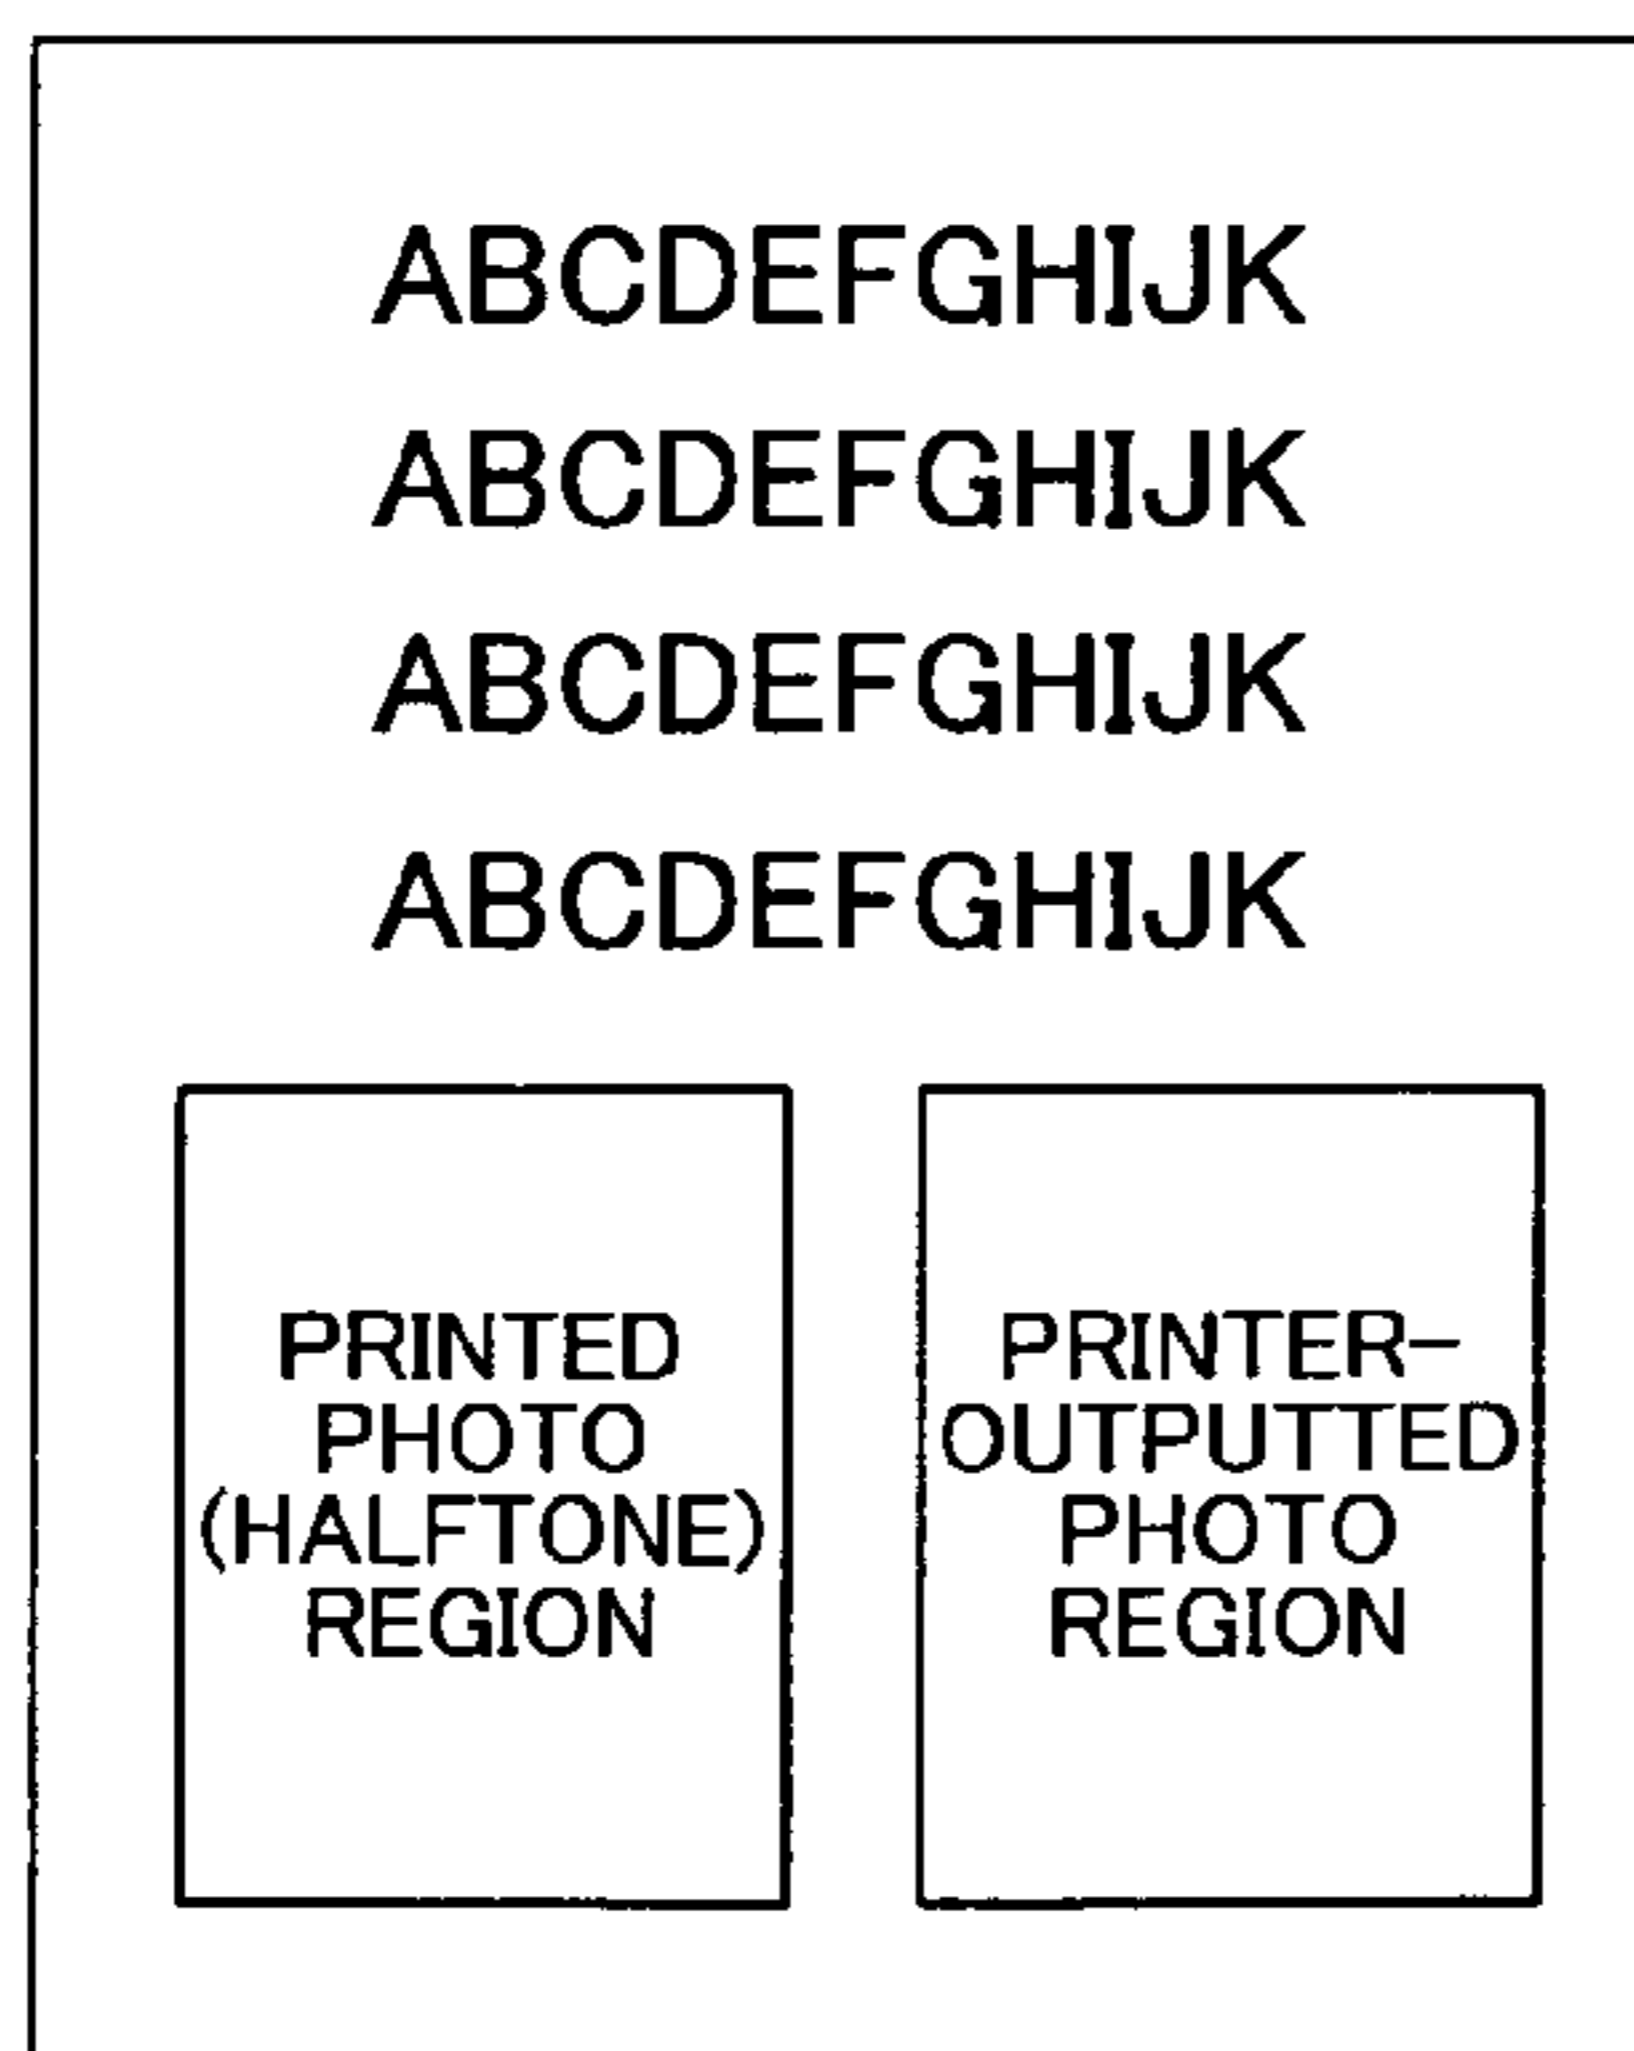 ABCDEFGHIJK
ABCDEFGHIJK
ABCDEFGHIJK
ABCDEFGHIJK
PRINTED
PHOTO
(HALFTONE)
REGION
PRINTER-
OUTPUTTED
PHOTO
REGION